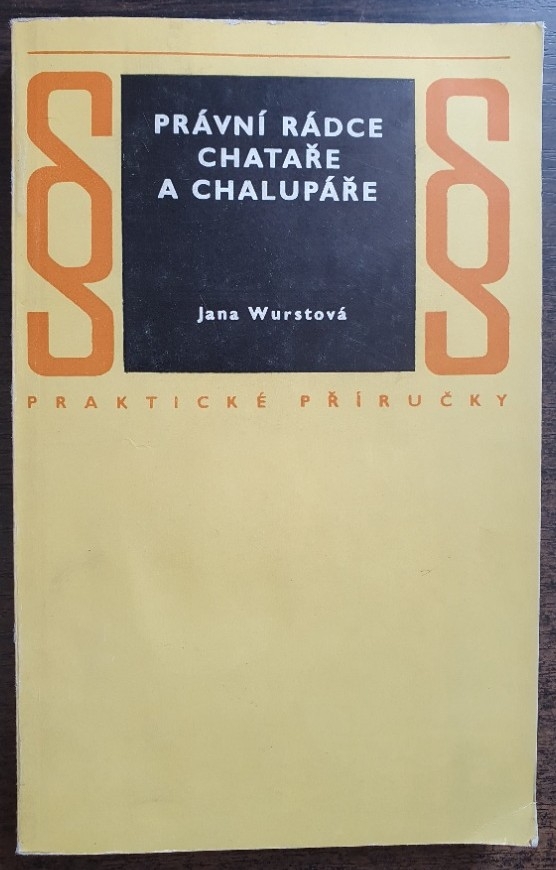 § §
PRÁVNÍ RÁDCE
CHATAŘE
A CHALUPÁŘE
Jana Wurstová
PRAKTICKÉ PŘÍRUČKY